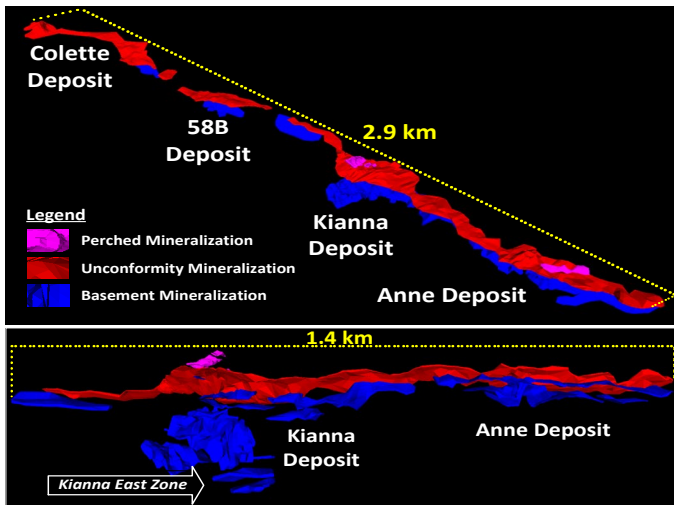 Colette
Deposit
58B
Deposit
2.9 km
Kianna
Deposit
Anne Deposit
Legend
Perched Mineralization
Unconformity Mineralization
Basement Mineralization
1.4 km
Kianna
Deposit
Anne Deposit
Kianna East Zone